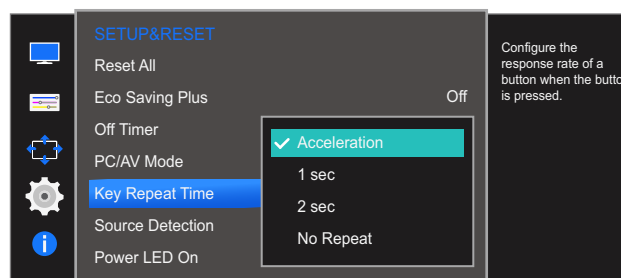 SETUP&RESET
Reset All
Eco Saving Plus Off
Off Timer
PC/AV Mode
Key Repeat Time
Source Detection
Power LED On
Acceleration
1 sec
2 sec
No Repeat
Configure the
response rate of a
button when the butto
is pressed.